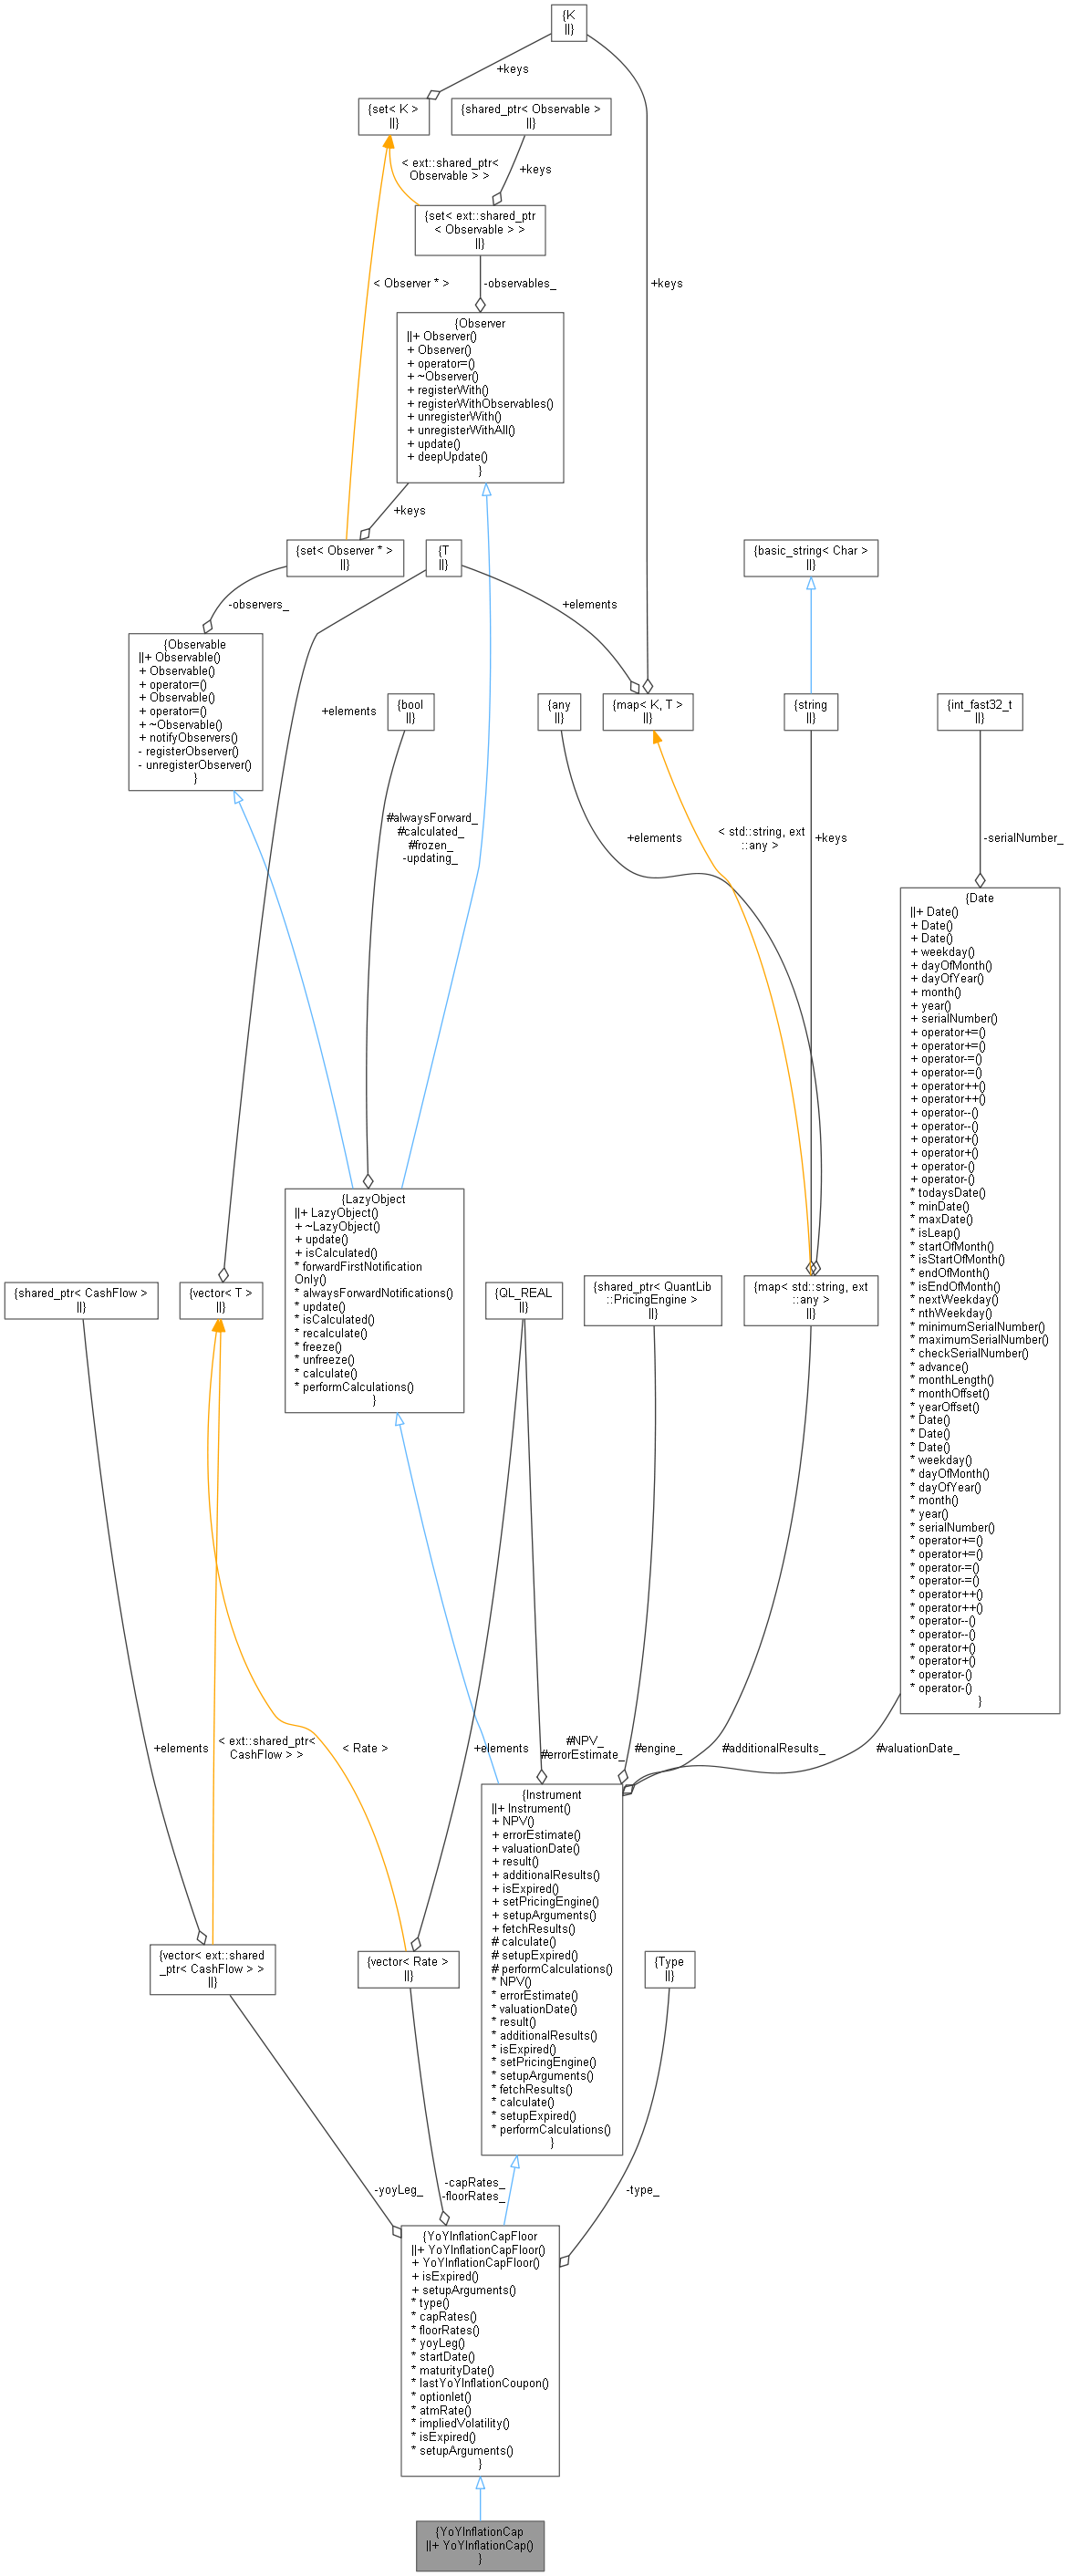 {K
||}
+keys
{set< K >
||}
{shared_ptr< Observable >
||}
< ext::shared_ptr<
Observable > >
+keys
{set< ext::shared_ptr
< Observable > >
||}
< Observer * >
-observables_
+keys
{Observer
||+ Observer()
+ Observer()
+ operator=()
+ ~Observer()
+ registerWith()
+ registerWithObservables()
+ unregisterWith()
+ unregisterWithAll()
+ update()
+ deepUpdate()
}
+keys
{set< Observer * >
||}
{T
||}
{basic_string< Char >
||}
-observers_
+elements
{Observable
||+ Observable()
+ Observable()
+ operator=()
+ Observable()
+ operator=()
+ ~Observable()
+ notifyObservers()
- registerObserver()
- unregisterObserver()
}
+elements
{bool
||}
{any
||}
{map< K, T >
||}
{string
||}
{int_fast32_t
||}
#alwaysForward_
#calculated_
#frozen_
-updating_
+elements
< std::string, ext
::any >
+keys
-serialNumber_
{Date
||+ Date()
+ Date()
+ Date()
+ weekday()
+ dayOfMonth()
+ dayOfYear()
+ month()
+ year()
+ serialNumber()
+ operator+=()
+ operator+=()
+ operator-=()
+ operator-=()
+ operator++()
+ operator++()
+ operator--()
+ operator--()
+ operator+()
+ operator+()
+ operator-()
+ operator-()
* todaysDate()
* minDate()
* maxDate()
* isLeap()
* startOfMonth()
* isStartOfMonth()
* endOfMonth()
* isEndOfMonth()
* nextWeekday()
* nthWeekday()
* minimumSerialNumber()
* maximumSerialNumber()
* checkSerialNumber()
* advance()
* monthLength()
* monthOffset()
* yearOffset()
* Date()
* Date()
* Date()
* weekday()
* dayOfMonth()
* dayOfYear()
* month()
* year()
* serialNumber()
* operator+=()
* operator+=()
* operator-=()
* operator-=()
* operator++()
* operator++()
* operator--()
* operator--()
* operator+()
* operator+()
* operator-()
* operator-()
}
{LazyObject
||+ LazyObject()
+ ~LazyObject()
+ update()
+ isCalculated()
* forwardFirstNotification
Only()
* alwaysForwardNotifications()
* update()
* isCalculated()
* recalculate()
* freeze()
* unfreeze()
* calculate()
* performCalculations()
}
{shared_ptr< CashFlow >
||}
{vector< T >
||}
{QL_REAL
||}
{shared_ptr< QuantLib
::PricingEngine >
||}
{map< std::string, ext
::any >
||}
+elements
< ext::shared_ptr<
CashFlow > >
< Rate >
+elements
#NPV_
#errorEstimate_
#engine_
#additionalResults_
#valuationDate_
{Instrument
||+ Instrument()
+ NPV()
+ errorEstimate()
+ valuationDate()
+ result()
+ additionalResults()
+ isExpired()
+ setPricingEngine()
+ setupArguments()
+ fetchResults()
# calculate()
# setupExpired()
# performCalculations()
* NPV()
* errorEstimate()
* valuationDate()
* result()
* additionalResults()
* isExpired()
* setPricingEngine()
* setupArguments()
* fetchResults()
* calculate()
* setupExpired()
* performCalculations()
}
{vector< ext::shared
_ptr< CashFlow > >
||}
{vector< Rate >
||}
{Type
||}
-yoyLeg_
-capRates_
-floorRates_
-type_
{YoYInflationCapFloor
||+ YoYInflationCapFloor()
+ YoYInflationCapFloor()
+ isExpired()
+ setupArguments()
* type()
* capRates()
* floorRates()
* yoyLeg()
* startDate()
* maturityDate()
* lastYoYInflationCoupon()
* optionlet()
* atmRate()
* impliedVolatility()
* isExpired()
* setupArguments()
}
{YoYInflationCap
||+ YoYInflationCap()
}